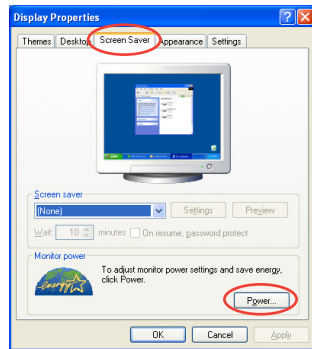 Display Properties
Themes Desktop Screen Saver Appearance Settings
Screen saver
(None) Settings Preview
Wait: 10 minutes On resume, password protect
Monitor power
To adjust monitor power settings and save energy,
click Power.
energy
Power...
OK Cancel Apply